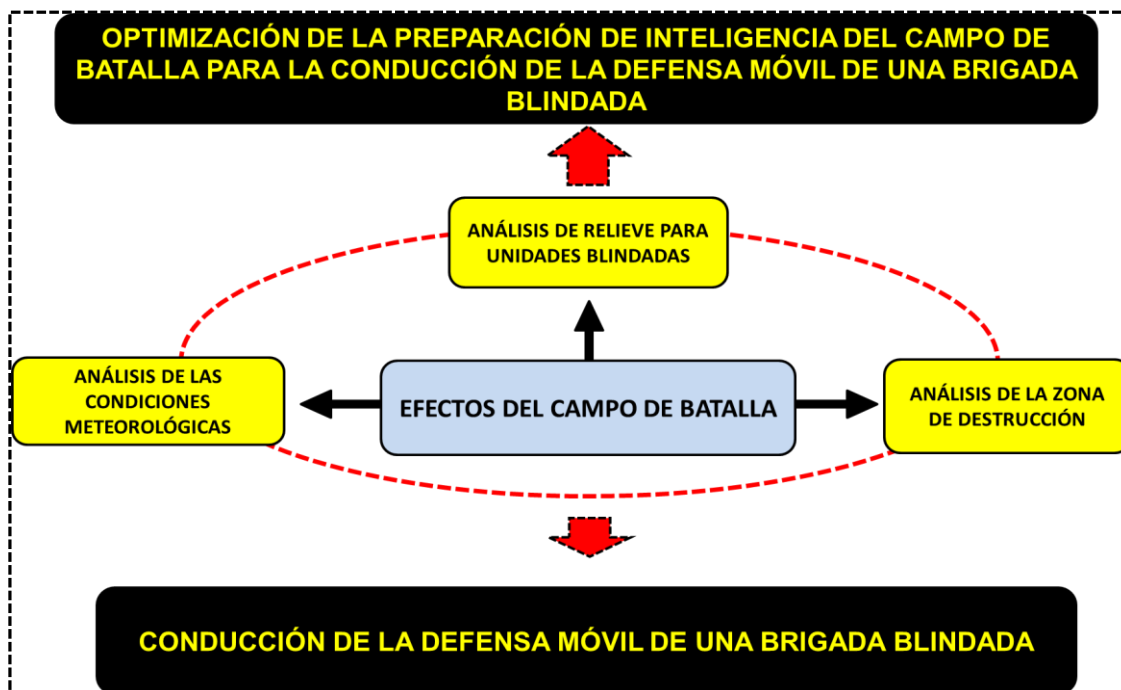 OPTIMIZACIÓN DE LA PREPARACIÓN DE INTELIGENCIA DEL CAMPO DE
BATALLA PARA LA CONDUCCIÓN DE LA DEFENSA MÓVIL DE UNA BRIGADA
BLINDADA
ANÁLISIS DE RELIEVE PARA
UNIDADES BLINDADAS
ANÁLISIS DE LAS
CONDICIONES
METEOROLÓGICAS
EFECTOS DEL CAMPO DE BATALLA
ANÁLISIS DE LA ZONA
DE DESTRUCCIÓN
CONDUCCIÓN DE LA DEFENSA MÓVIL DE UNA BRIGADA BLINDADA